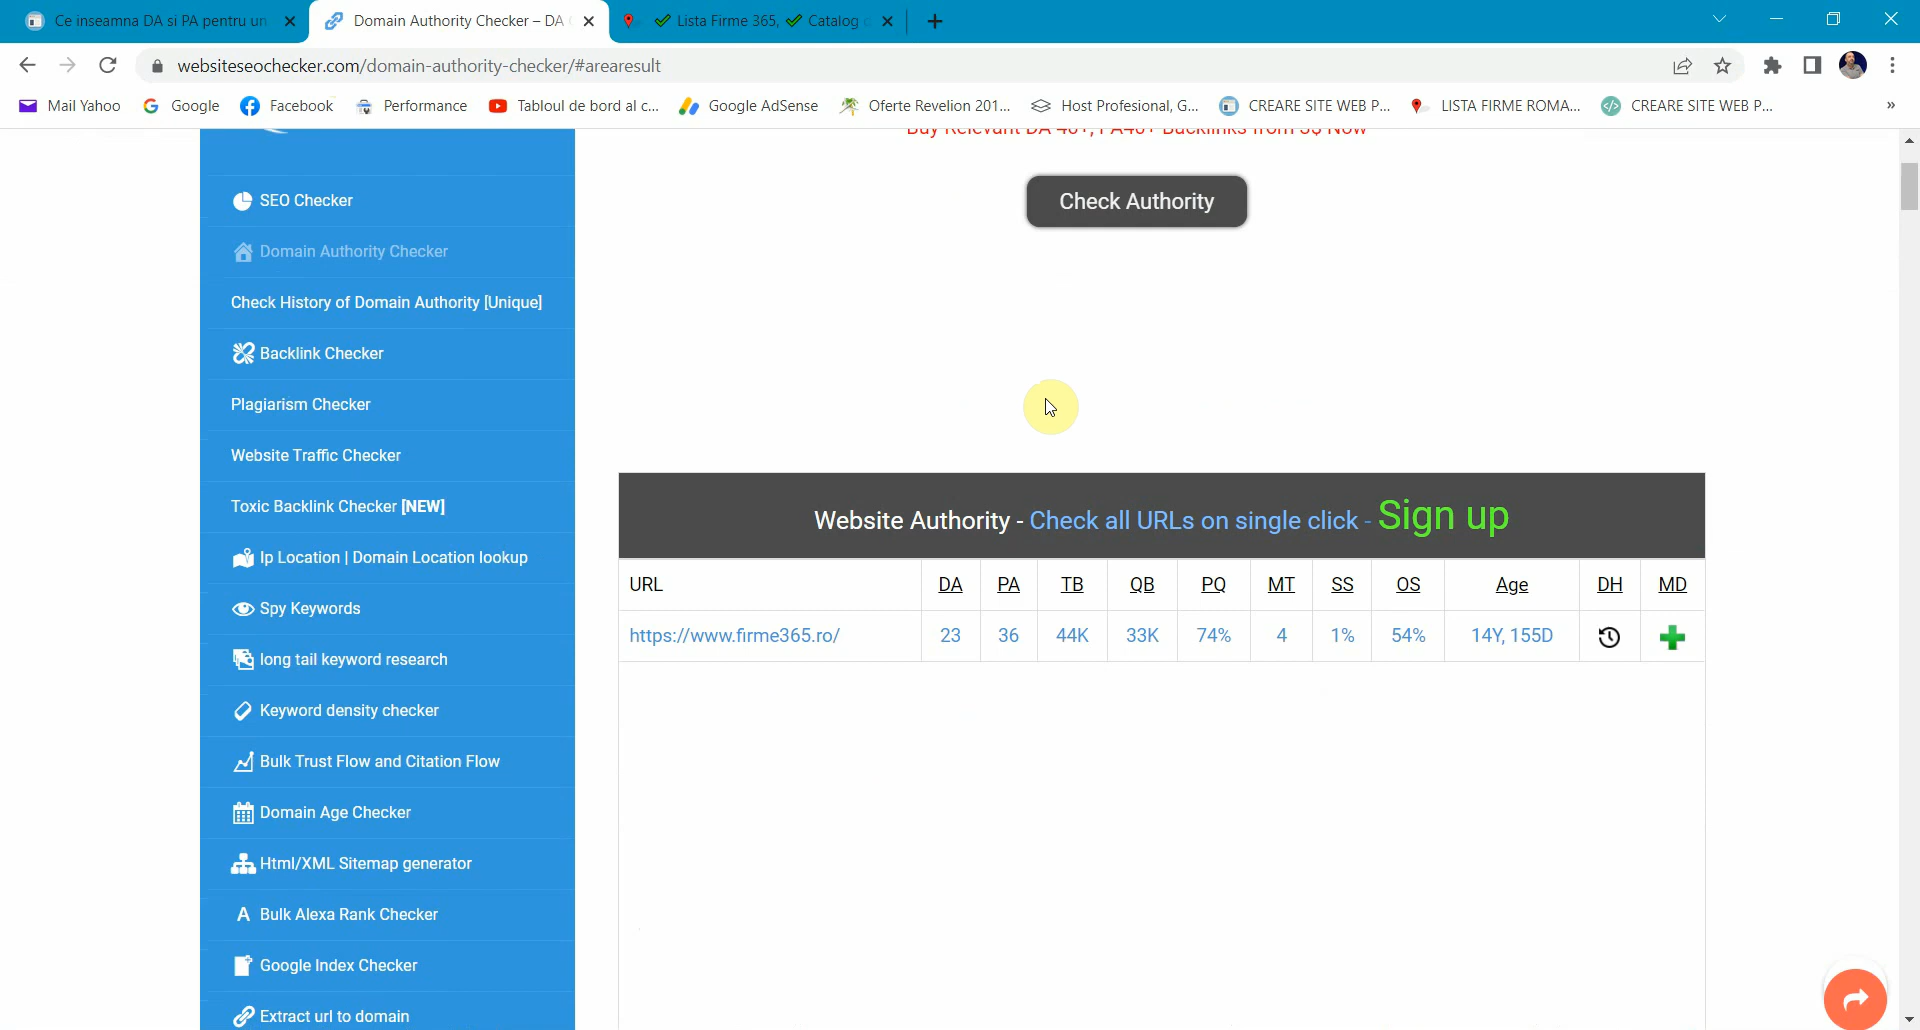 Ce inseamna DA si PA pentru un
Domain Authority Checker – DA
Lista Firme 365, Catalog
websiteseochecker.com/domain-authority-checker/#arearesult
Mail Yahoo
Google
Facebook
Performance
Tabloul de bord al c...
Google AdSense
Oferte Revelion 201...
Host Profesional, G...
CREARE SITE WEB P...
LISTA FIRME ROMA...
CREARE SITE WEB P...
»
Buy Relevant DA 40+, PA40+ Backlinks from 5$ Now
Check Authority
SEO Checker
Domain Authority Checker
Check History of Domain Authority [Unique]
Backlink Checker
Plagiarism Checker
Website Traffic Checker
Toxic Backlink Checker [NEW]
Ip Location | Domain Location lookup
Spy Keywords
long tail keyword research
Keyword density checker
Bulk Trust Flow and Citation Flow
Domain Age Checker
Html/XML Sitemap generator
A Bulk Alexa Rank Checker
Google Index Checker
Extract url to domain
Website Authority - Check all URLs on single click - Sign up
URL DA PA TB QB PQ MT SS OS Age DH MD
https://www.firme365.ro/ 23 36 44K 33K 74% 4 1% 54% 14Y, 155D